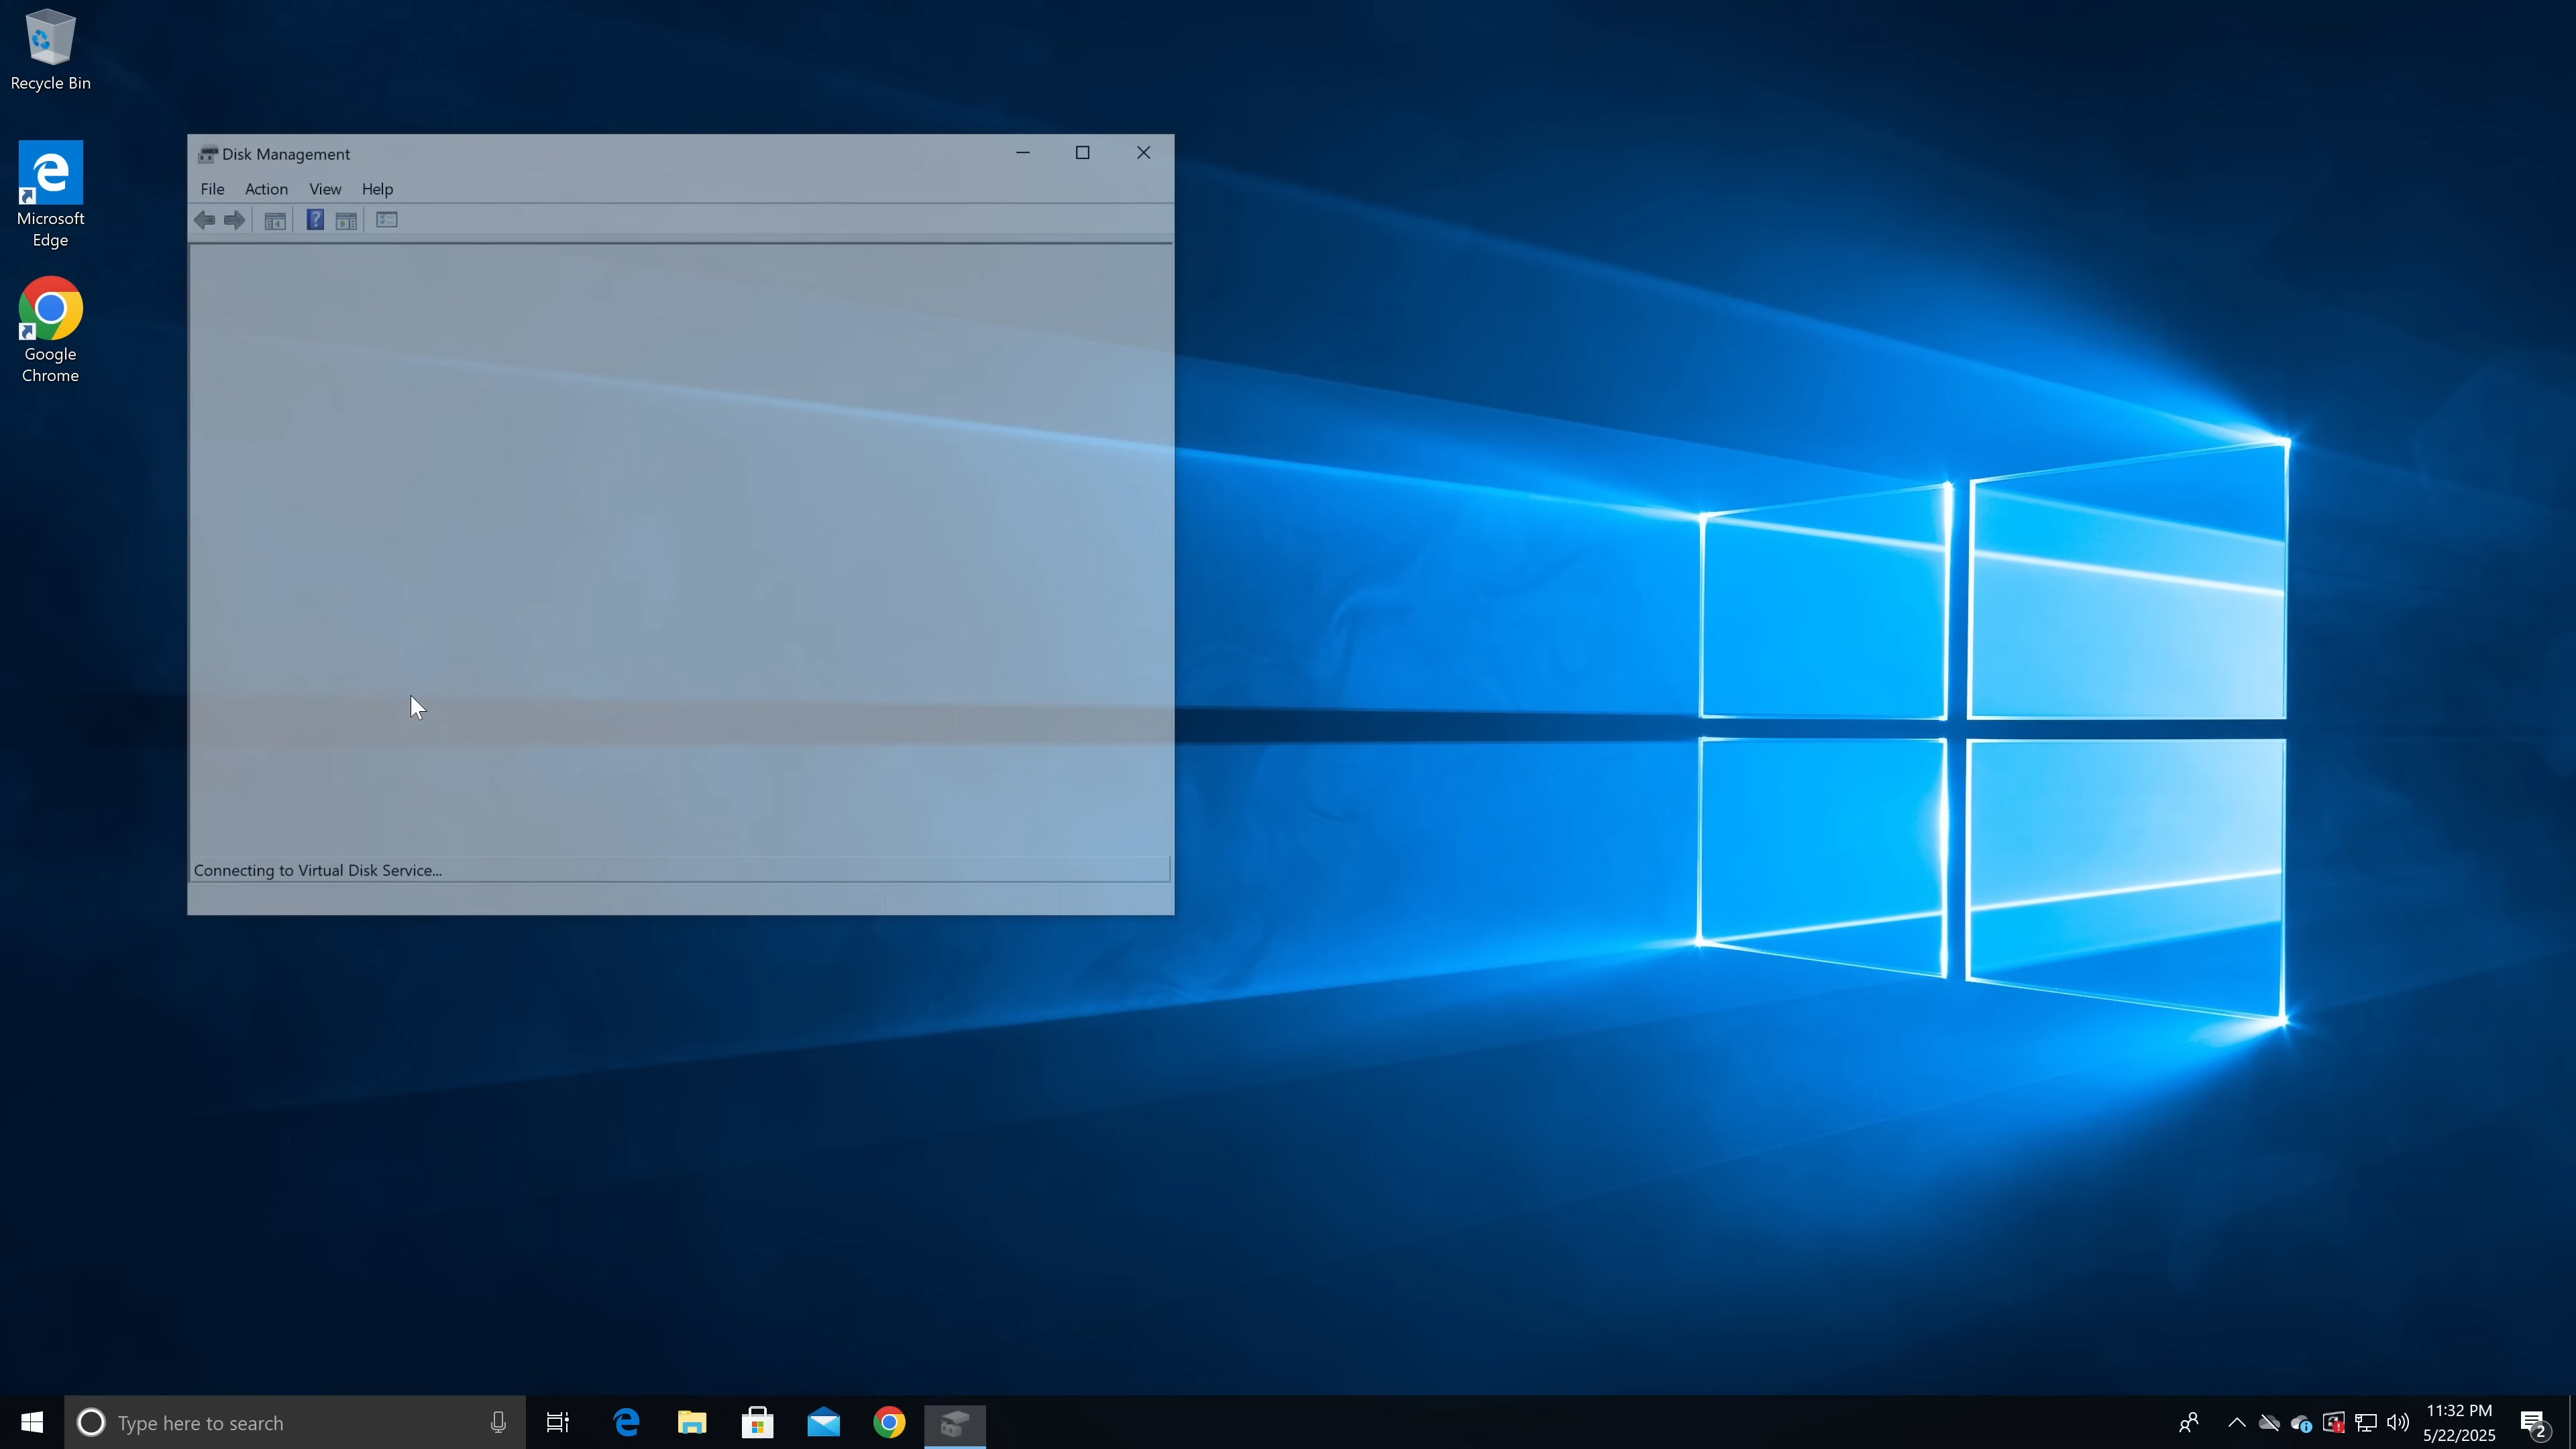 Recycle Bin
Microsoft
Edge
Google
Chrome
Disk Management
File Action View Help
Connecting to Virtual Disk Service...
Type here to search
11:32 PM
5/22/2025
2